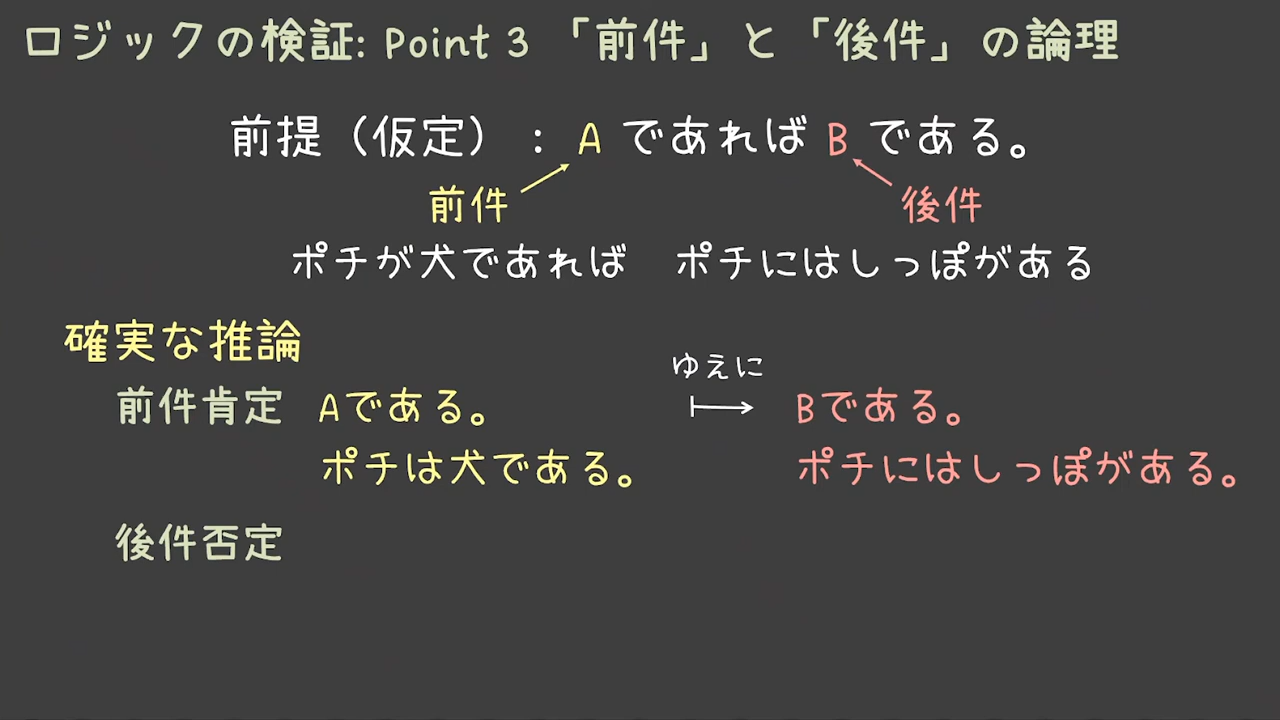 ロジックの検証: Point 3 「前件」と「後件」の論理
前提（仮定）: A であれば B である。
前件 後件
ポチが犬であれば ポチにはしっぽがある
確実な推論
ゆえに
前件肯定 Aである。 Bである。
ポチは犬である。 ポチにはしっぽがある。
後件否定